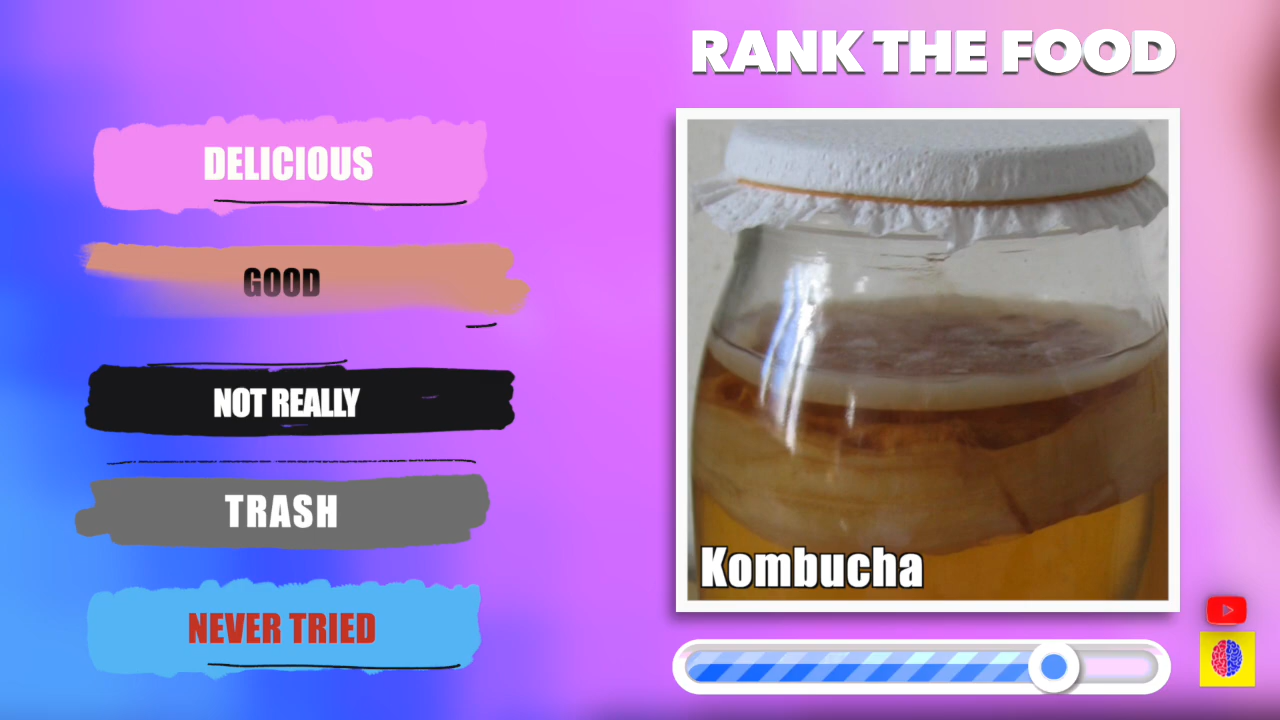 RANK THE FOOD
DELICIOUS
GOOD
NOT REALLY
TRASH
NEVER TRIED
Kombucha